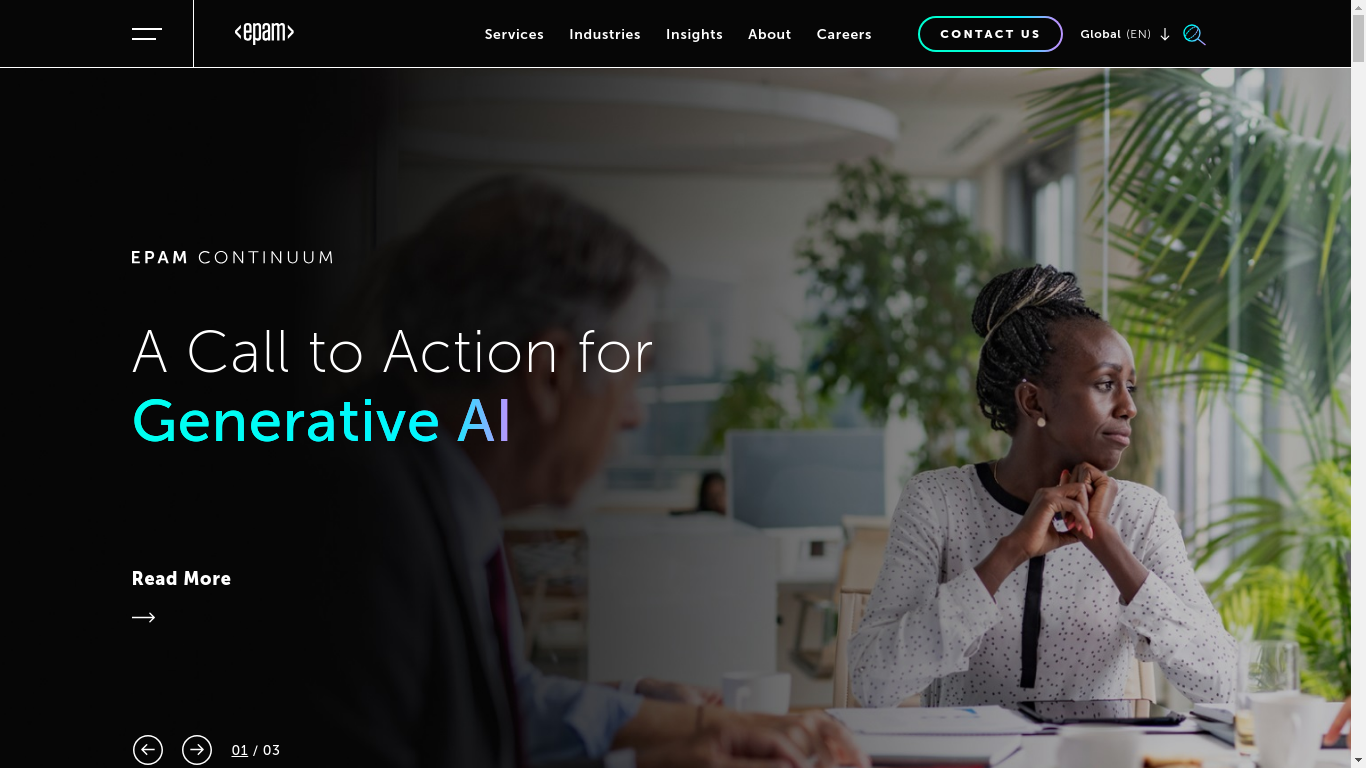 <epam>
Services Industries Insights About Careers CONTACT US Global (EN)
EPAM CONTINUUM
A Call to Action for
Generative AI
Read More
01 / 03